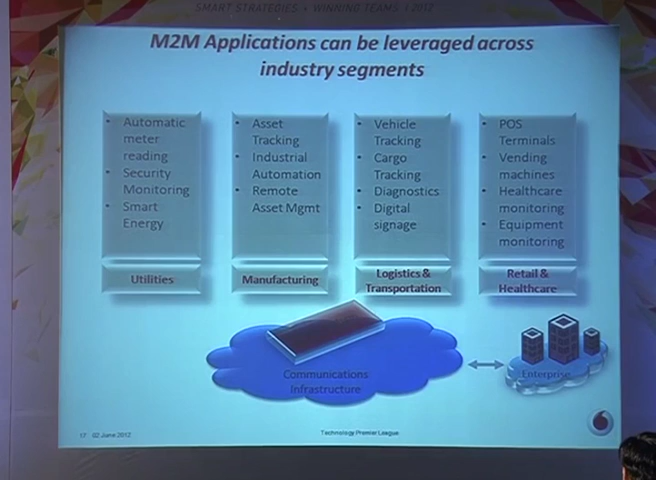 SMART STRATEGIES • WINNING TEAMS • 2012
M2M Applications can be leveraged across
industry segments
• Automatic
meter
reading
• Security
Monitoring
• Smart
Energy
Utilities
• Asset
Tracking
• Industrial
Automation
• Remote
Asset Mgmt
Manufacturing
• Vehicle
Tracking
• Cargo
Tracking
• Diagnostics
• Digital
signage
Logistics &
Transportation
• POS
Terminals
• Vending
machines
• Healthcare
monitoring
• Equipment
monitoring
Retail &
Healthcare
Communications
Infrastructure
Enterprise
17 02 June 2012
Technology Premier League